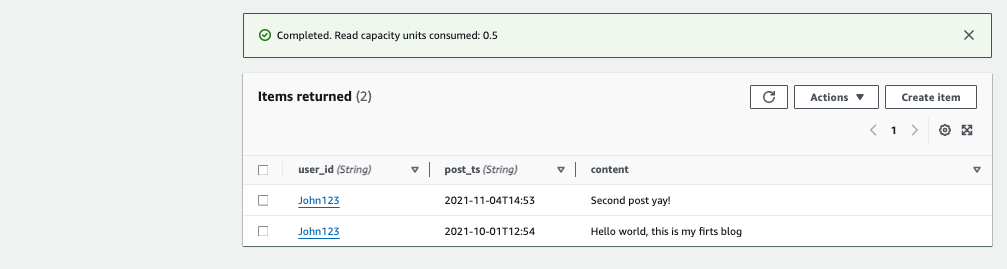 Completed. Read capacity units consumed: 0.5
Items returned (2)
Actions
Create item
1
user_id (String) post_ts (String) content
John123 2021-11-04T14:53 Second post yay!
John123 2021-10-01T12:54 Hello world, this is my firts blog